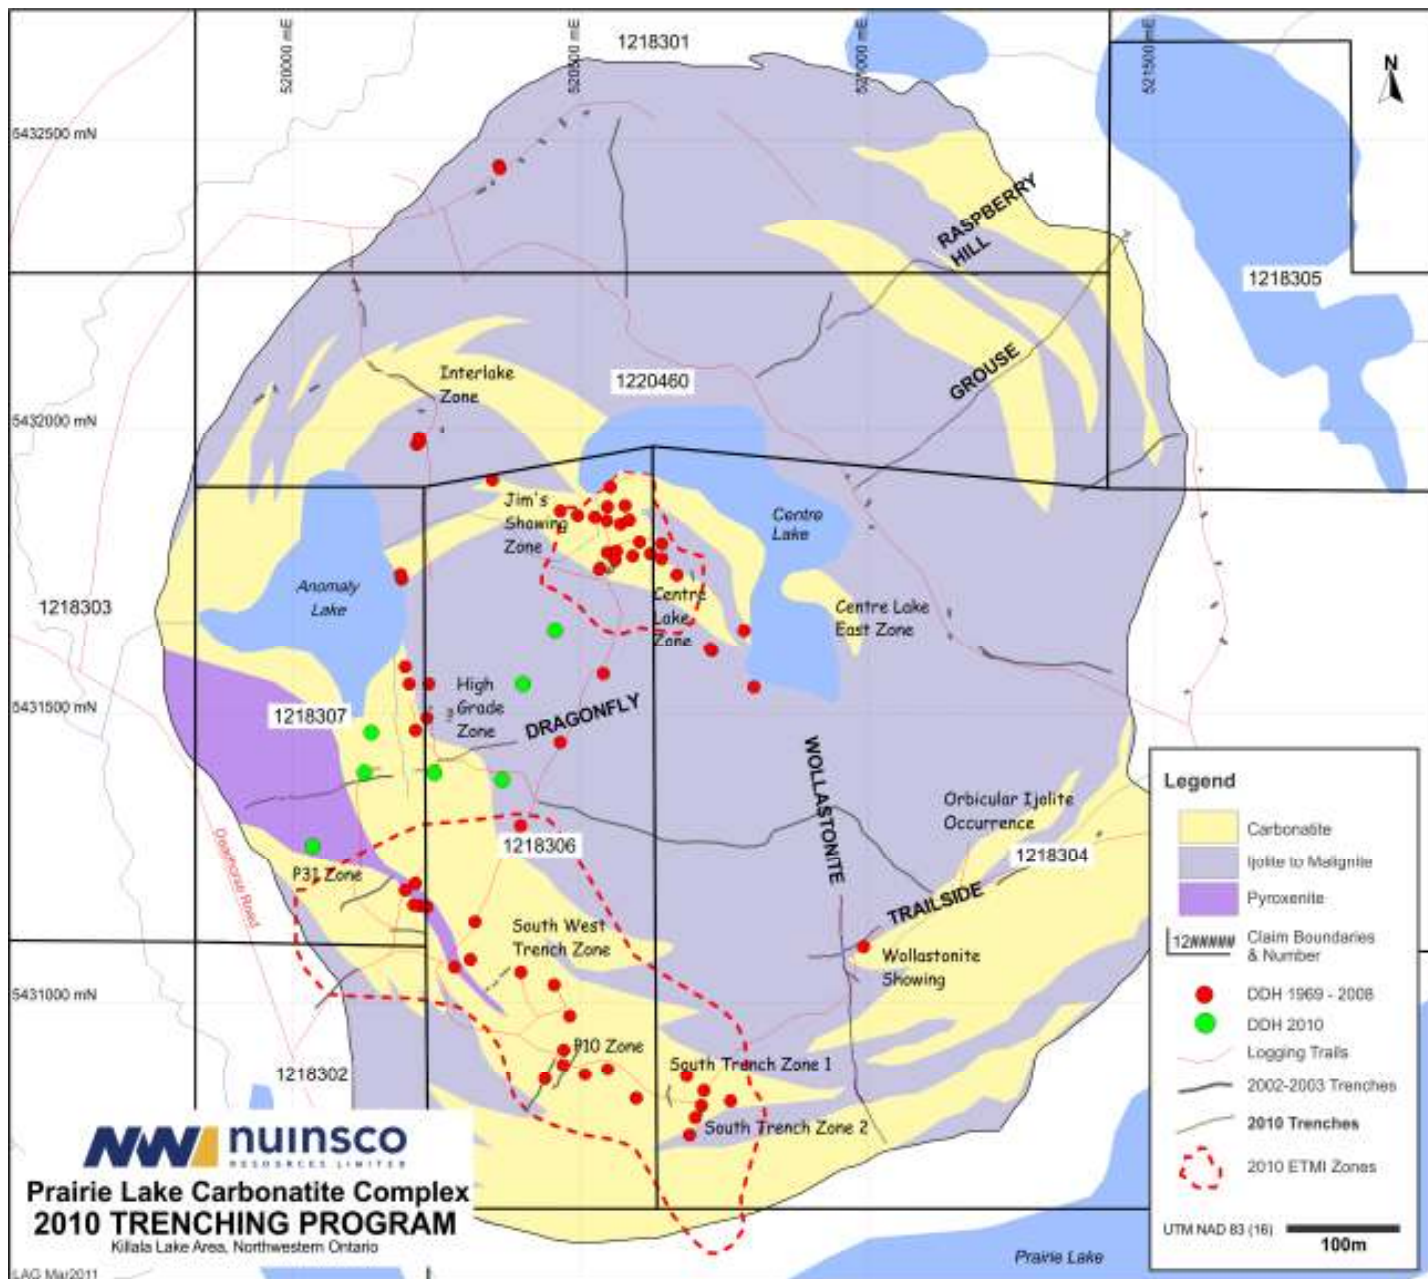 1218301
520000 mE
520500 mE
521000 mE
521500 mE
N
5432500 mN
RASPBERRY
HILL
1218305
GROUSE
Interlake
Zone
1220460
5432000 mN
Jim's
Showing
Zone
Centre
Lake
Anomaly
Lake
1218303
Centre
Lake
Zone
Centre Lake
East Zone
High
Grade
Zone
DRAGONFLY
5431500 mN
1218307
WOLLASTONITE
Orbicular Ijolite
Occurrence
1218304
Deadhorse Road
1218306
P31 Zone
TRAILSIDE
South West
Trench Zone
Wollastonite
Showing
5431000 mN
P10 Zone
South Trench Zone 1
1218302
South Trench Zone 2
Legend
Carbonatite
Ijolite to Malignite
Pyroxenite
12##### Claim Boundaries
& Number
DDH 1969 - 2008
DDH 2010
Logging Trails
2002-2003 Trenches
2010 Trenches
2010 ETMI Zones
UTM NAD 83 (16)
100m
NWI nuinsco
RESOURCES LIMITED
Prairie Lake Carbonatite Complex
2010 TRENCHING PROGRAM
Killala Lake Area, Northwestern Ontario
LAG Mar2011
Prairie Lake